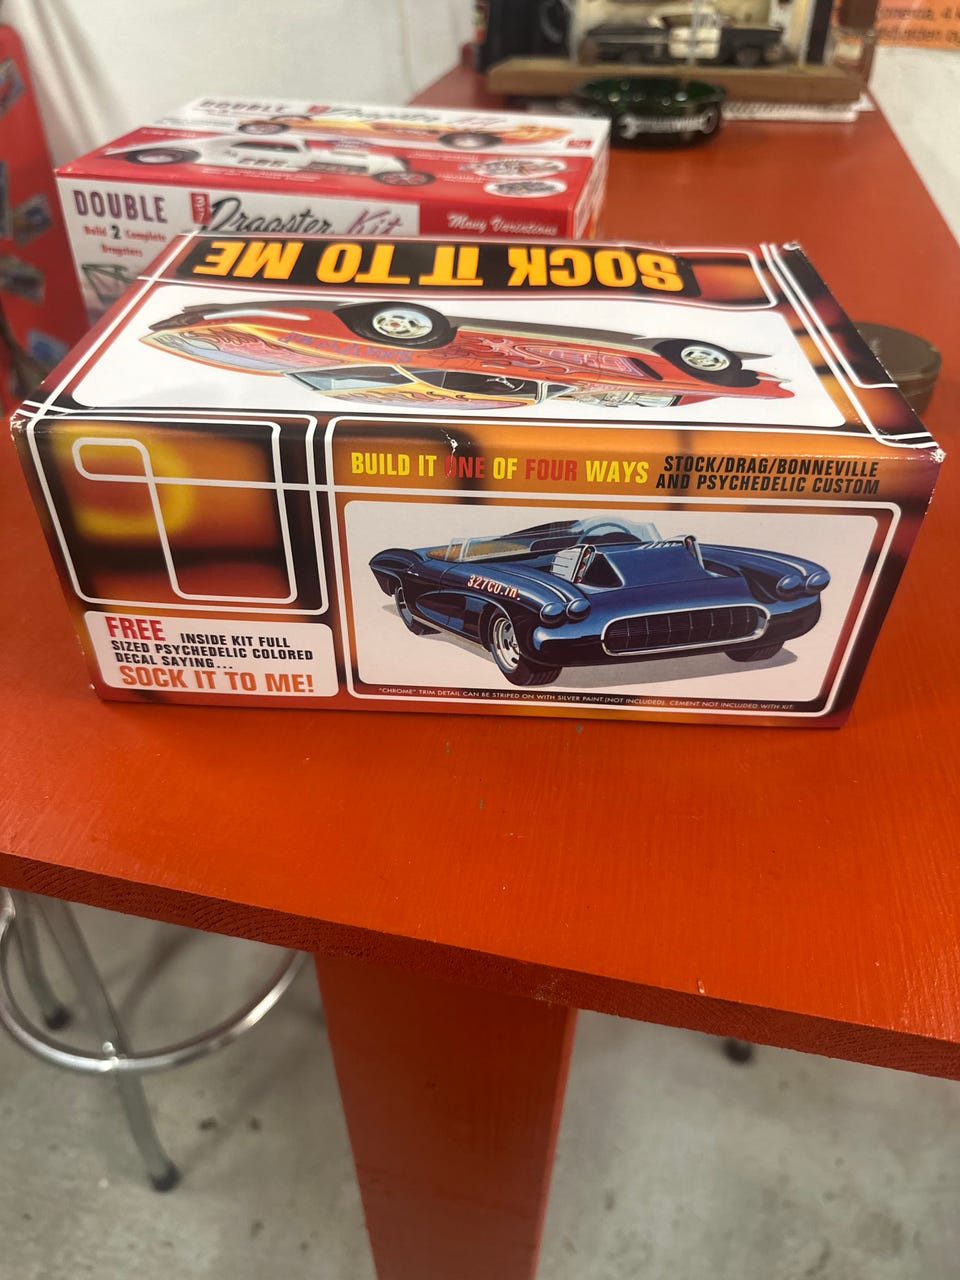 DOUBLE
DOUBLE
Build 2 Complete
Dragsters
Dragster Kit
Many Variations
SOCK IT TO ME
BUILD IT ONE OF FOUR WAYS
STOCK/DRAG/BONNEVILLE
AND PSYCHEDELIC CUSTOM
327CU.IN.
FREE INSIDE KIT FULL
SIZED PSYCHEDELIC COLORED
DECAL SAYING...
SOCK IT TO ME!
"CHROME" TRIM DETAIL CAN BE STRIPED ON WITH SILVER PAINT (NOT INCLUDED). CEMENT NOT INCLUDED WITH KIT.